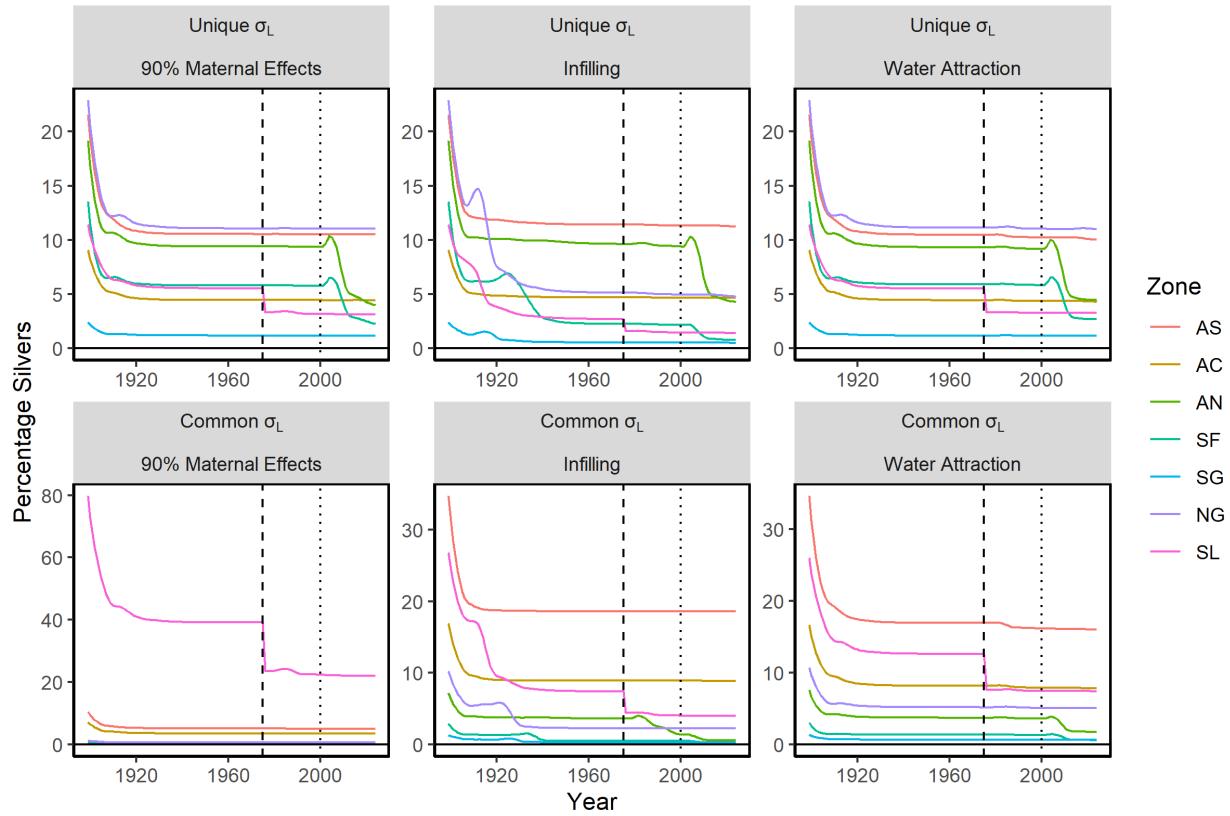 Unique σL
Unique σL
Unique σL
90% Maternal Effects
Infilling
Water Attraction
20
15
10
5
0
1920
1960
2000
20
15
10
5
0
1920
1960
2000
20
15
10
5
0
1920
1960
2000
Percentage Silvers
Common σL
Common σL
Common σL
90% Maternal Effects
Infilling
Water Attraction
80
60
40
20
0
1920
1960
2000
30
20
10
0
1920
1960
2000
30
20
10
0
1920
1960
2000
Year
Zone
AS
AC
AN
SF
SG
NG
SL